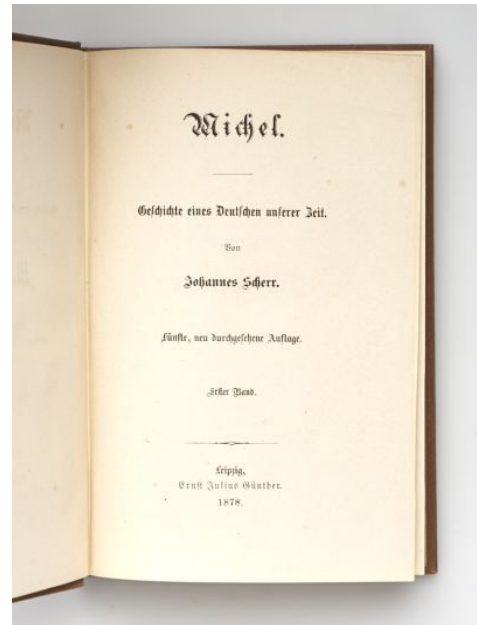 Michel.
Geschichte eines Deutschen unserer Zeit.
Von
Johannes Scherr.
Fünfte, neu durchgesehene Auflage.
Erster Band.
Leipzig,
Ernst Julius Günther.
1878.